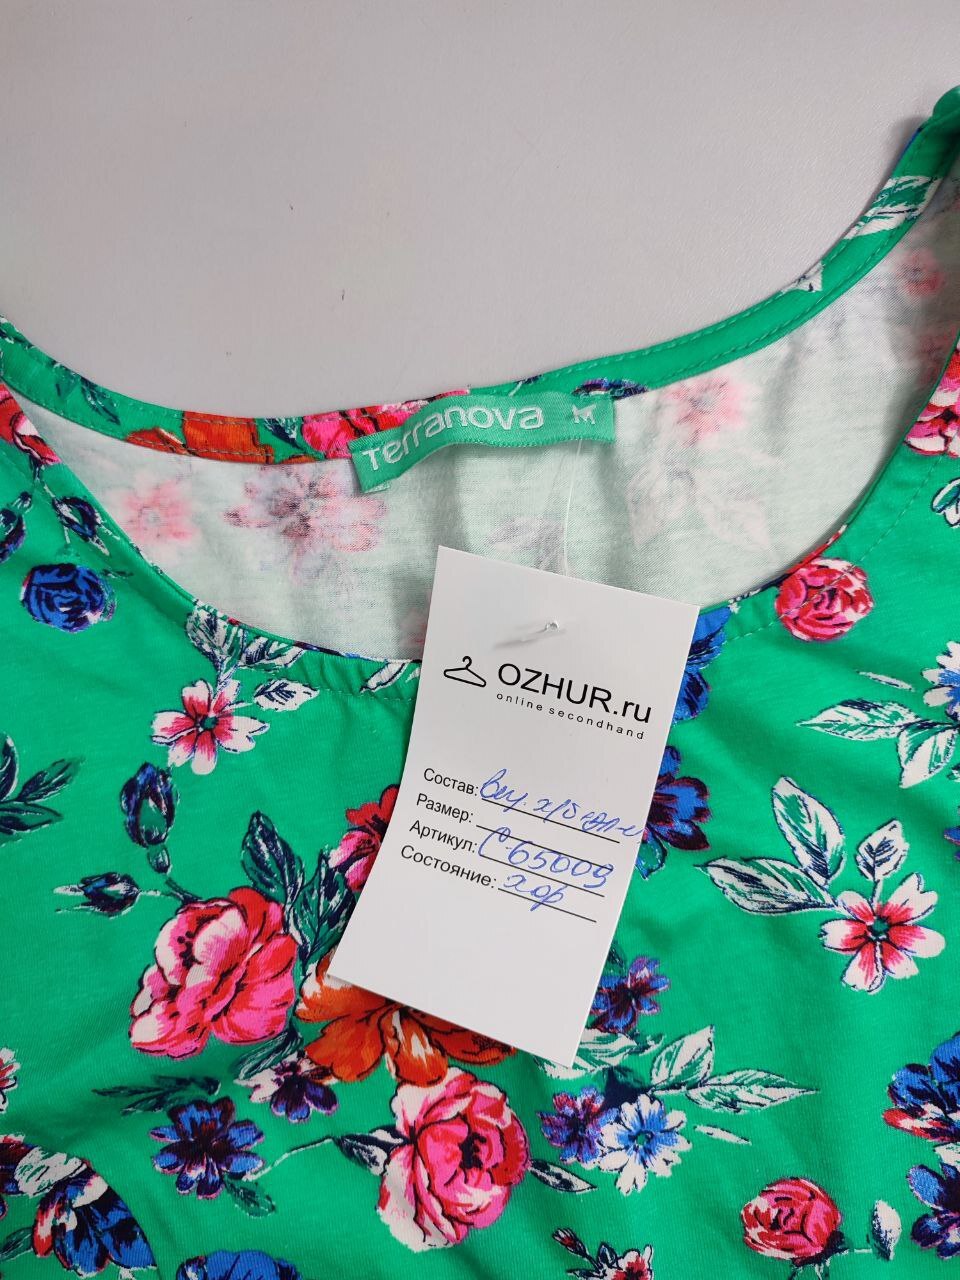 Terranova M
OZHUR.ru
online secondhand
Состав: х/б
Размер:
Артикул: С-65009
Состояние: хор